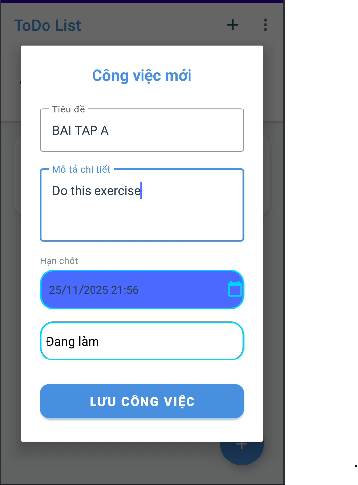 ToDo List
Công việc mới
Tiêu đề
BAI TAP A
Mô tả chi tiết
Do this exercise
Hạn chót
25/11/2025 21:56
Đang làm
LƯU CÔNG VIỆC